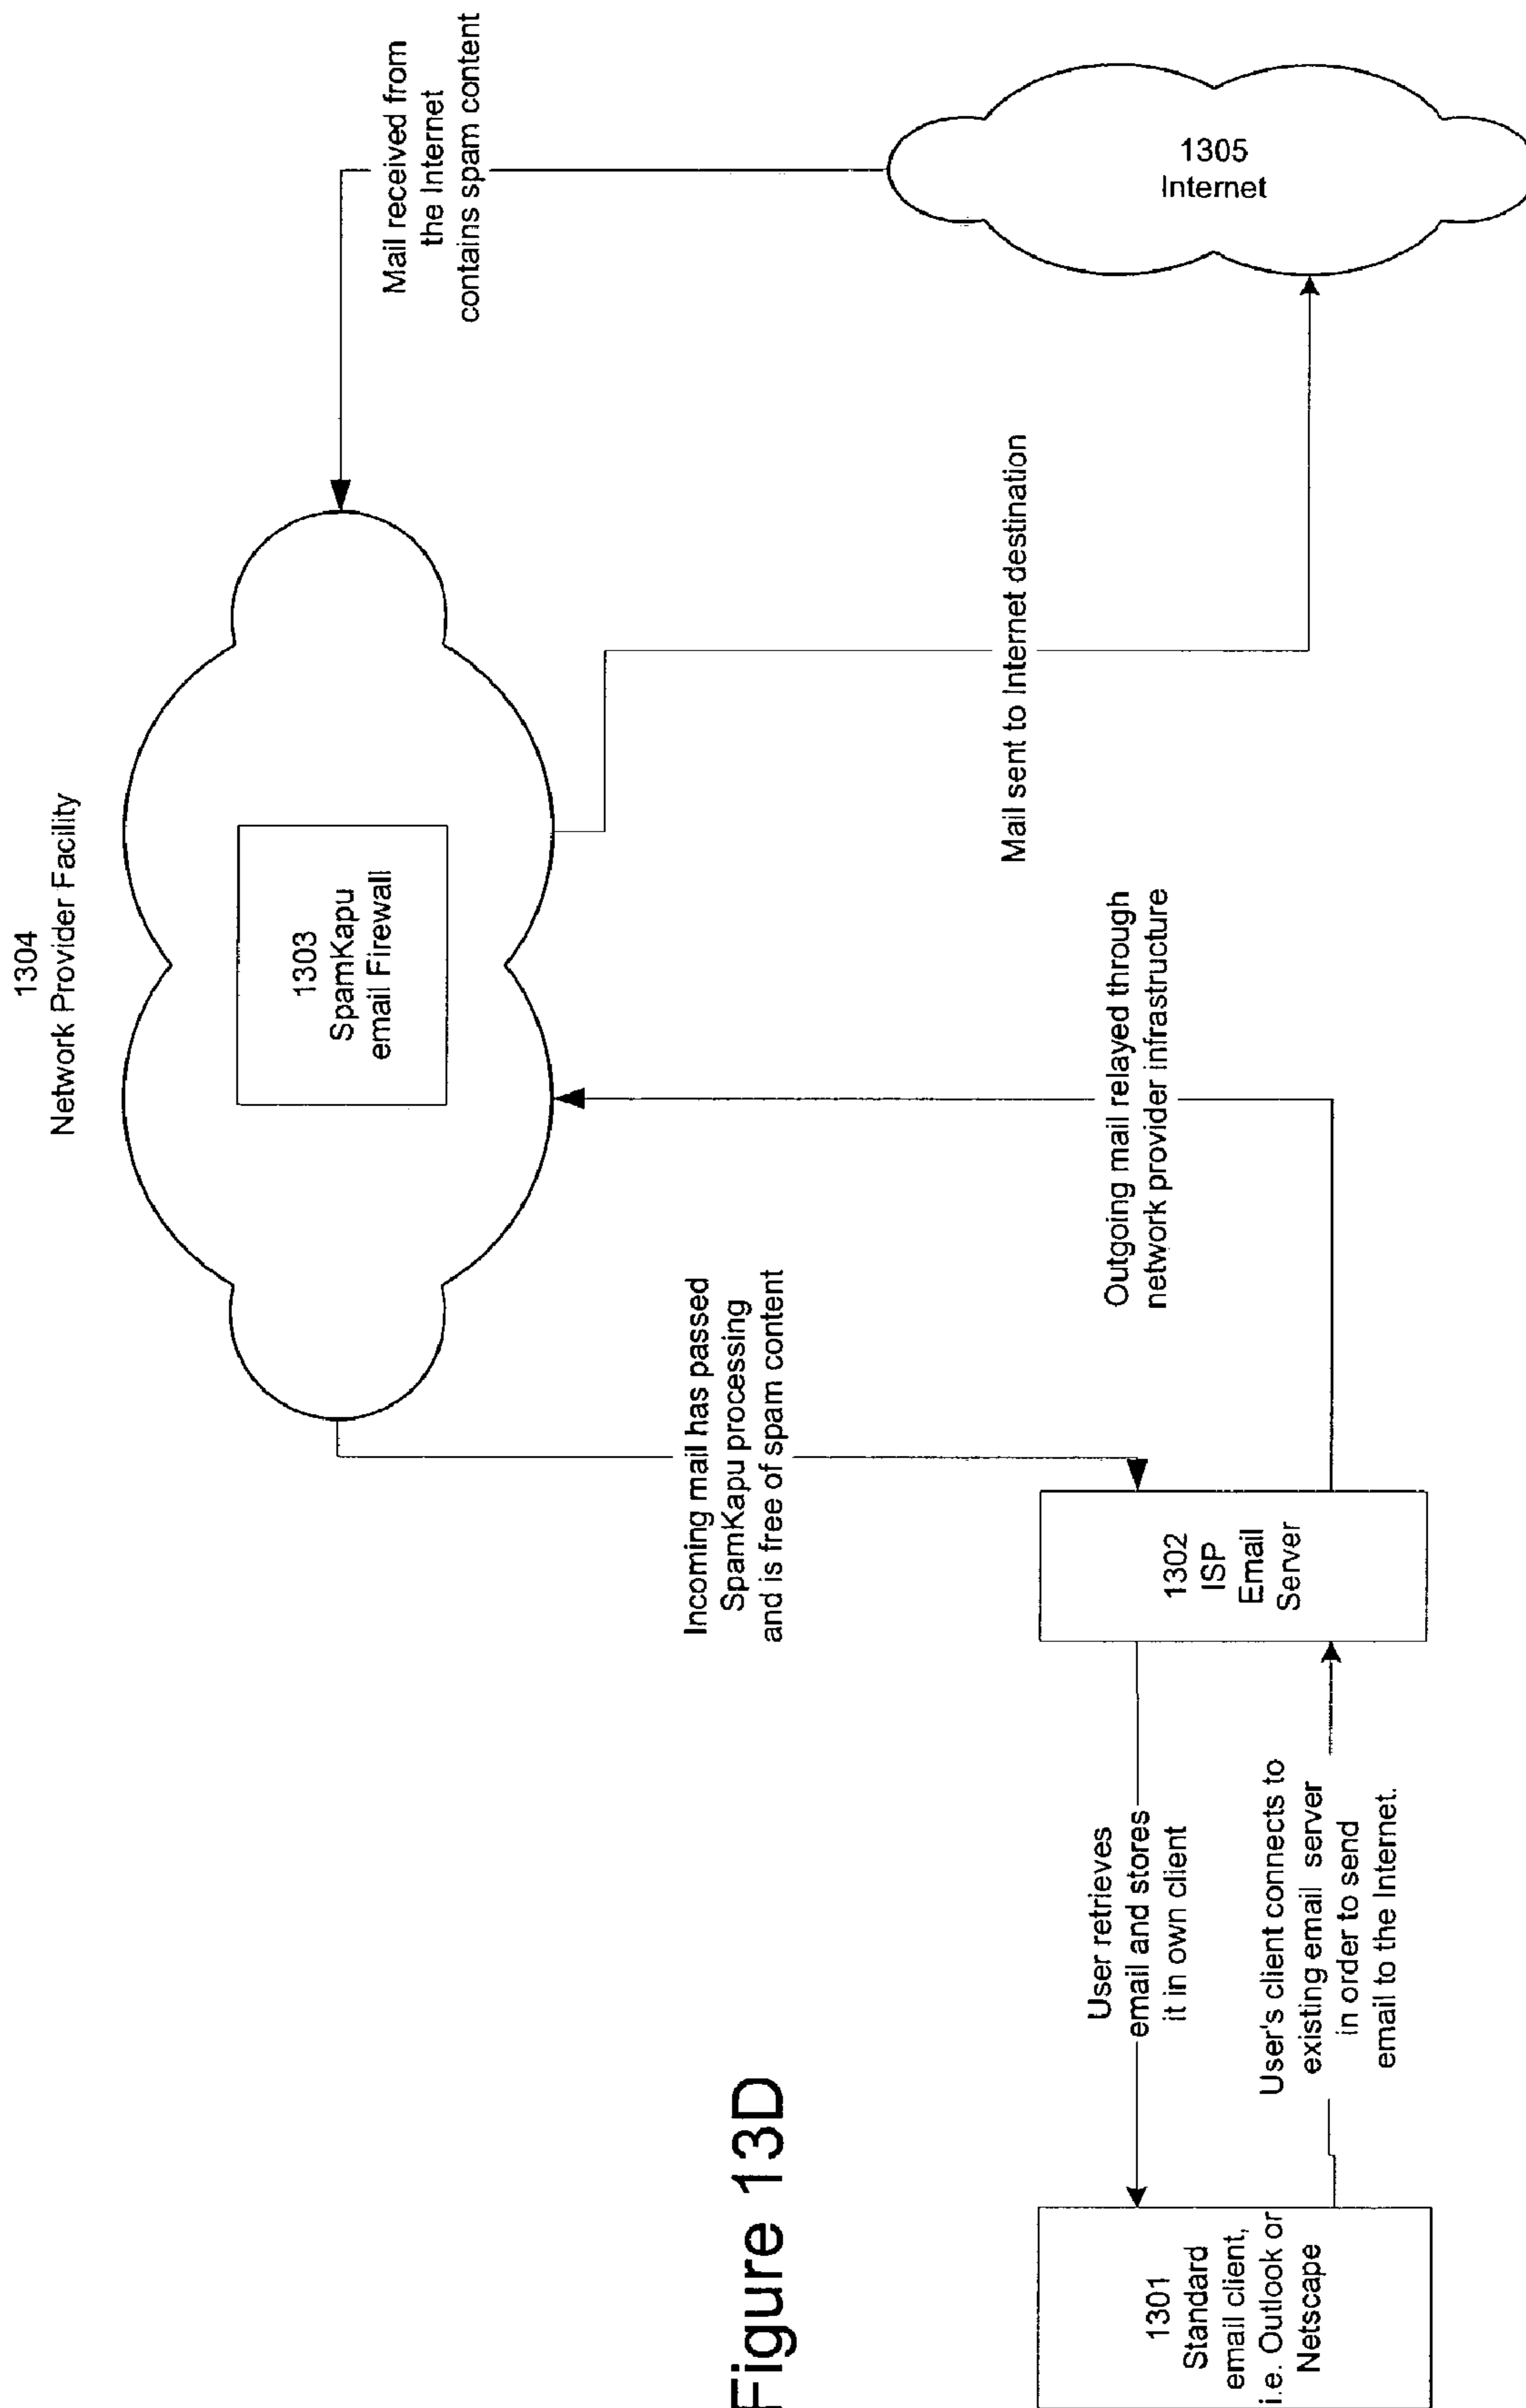 1304
Network Provider Facility
1303
SpamKapu
email Firewall
Mail received from
the Internet
contains spam content
Incoming mail has passed
SpamKapu processing
and is free of spam content
Mail sent to Internet destination
Outgoing mail relayed through
network provider infrastructure
1305
Internet
1302
ISP
Email
Server
User retrieves
email and stores
it in own client
User's client connects to
existing email server
in order to send
email to the Internet.
1301
Standard
email client,
i.e. Outlook or
Netscape
Figure 13D